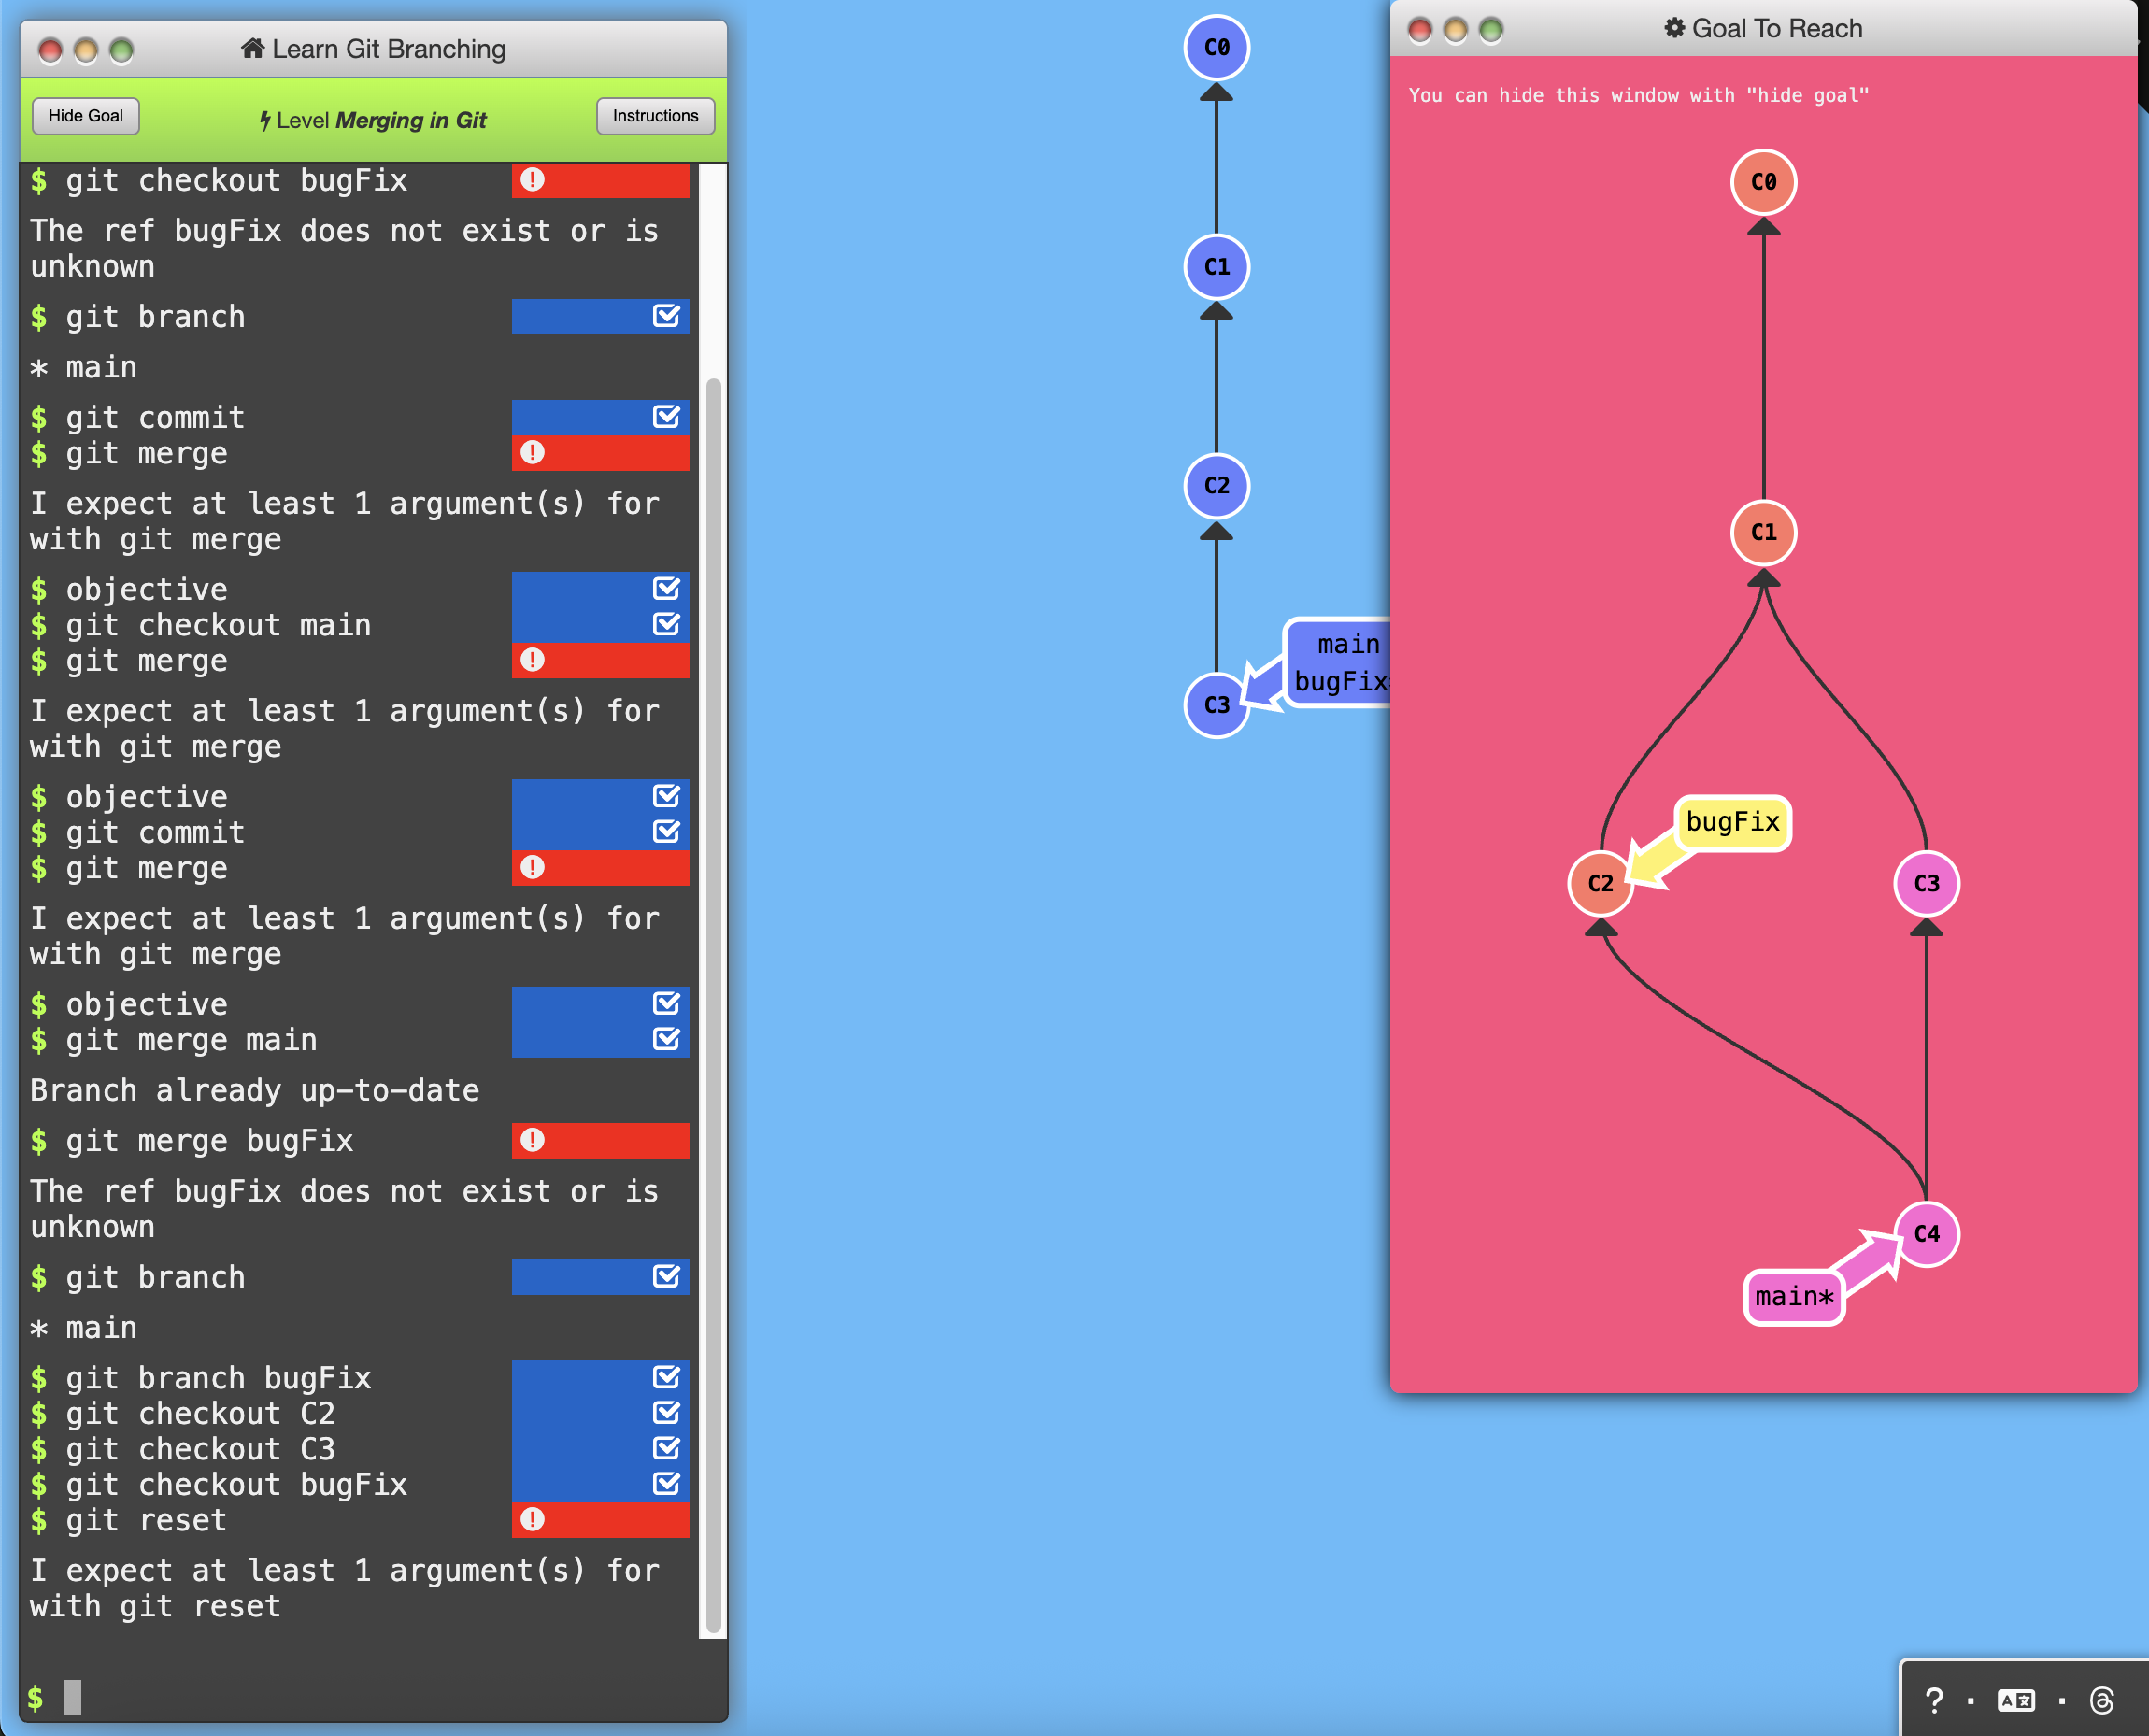 Learn Git Branching
Hide Goal
Level Merging in Git
Instructions
$ git checkout bugFix
The ref bugFix does not exist or is
unknown
$ git branch
* main
$ git commit
$ git merge
I expect at least 1 argument(s) for
with git merge
$ objective
$ git checkout main
$ git merge
I expect at least 1 argument(s) for
with git merge
$ objective
$ git commit
$ git merge
I expect at least 1 argument(s) for
with git merge
$ objective
$ git merge main
Branch already up-to-date
$ git merge bugFix
The ref bugFix does not exist or is
unknown
$ git branch
* main
$ git branch bugFix
$ git checkout C2
$ git checkout C3
$ git checkout bugFix
$ git reset
I expect at least 1 argument(s) for
with git reset
$
C0
C1
C2
main
bugFix*
C3
Goal To Reach
You can hide this window with "hide goal"
C0
C1
bugFix
C2
C3
C4
main*
?